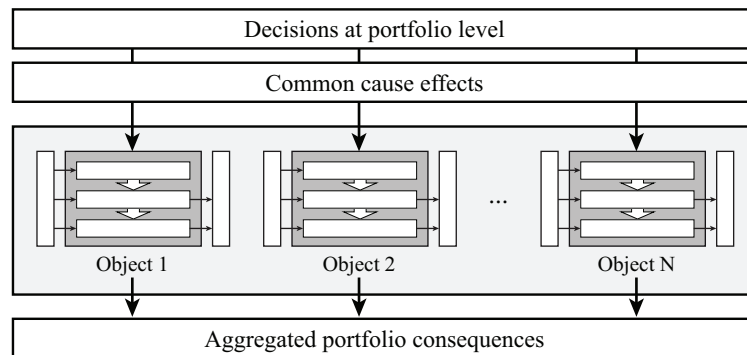 Decisions at portfolio level
Common cause effects
...
Object 1
Object 2
Object N
Aggregated portfolio consequences